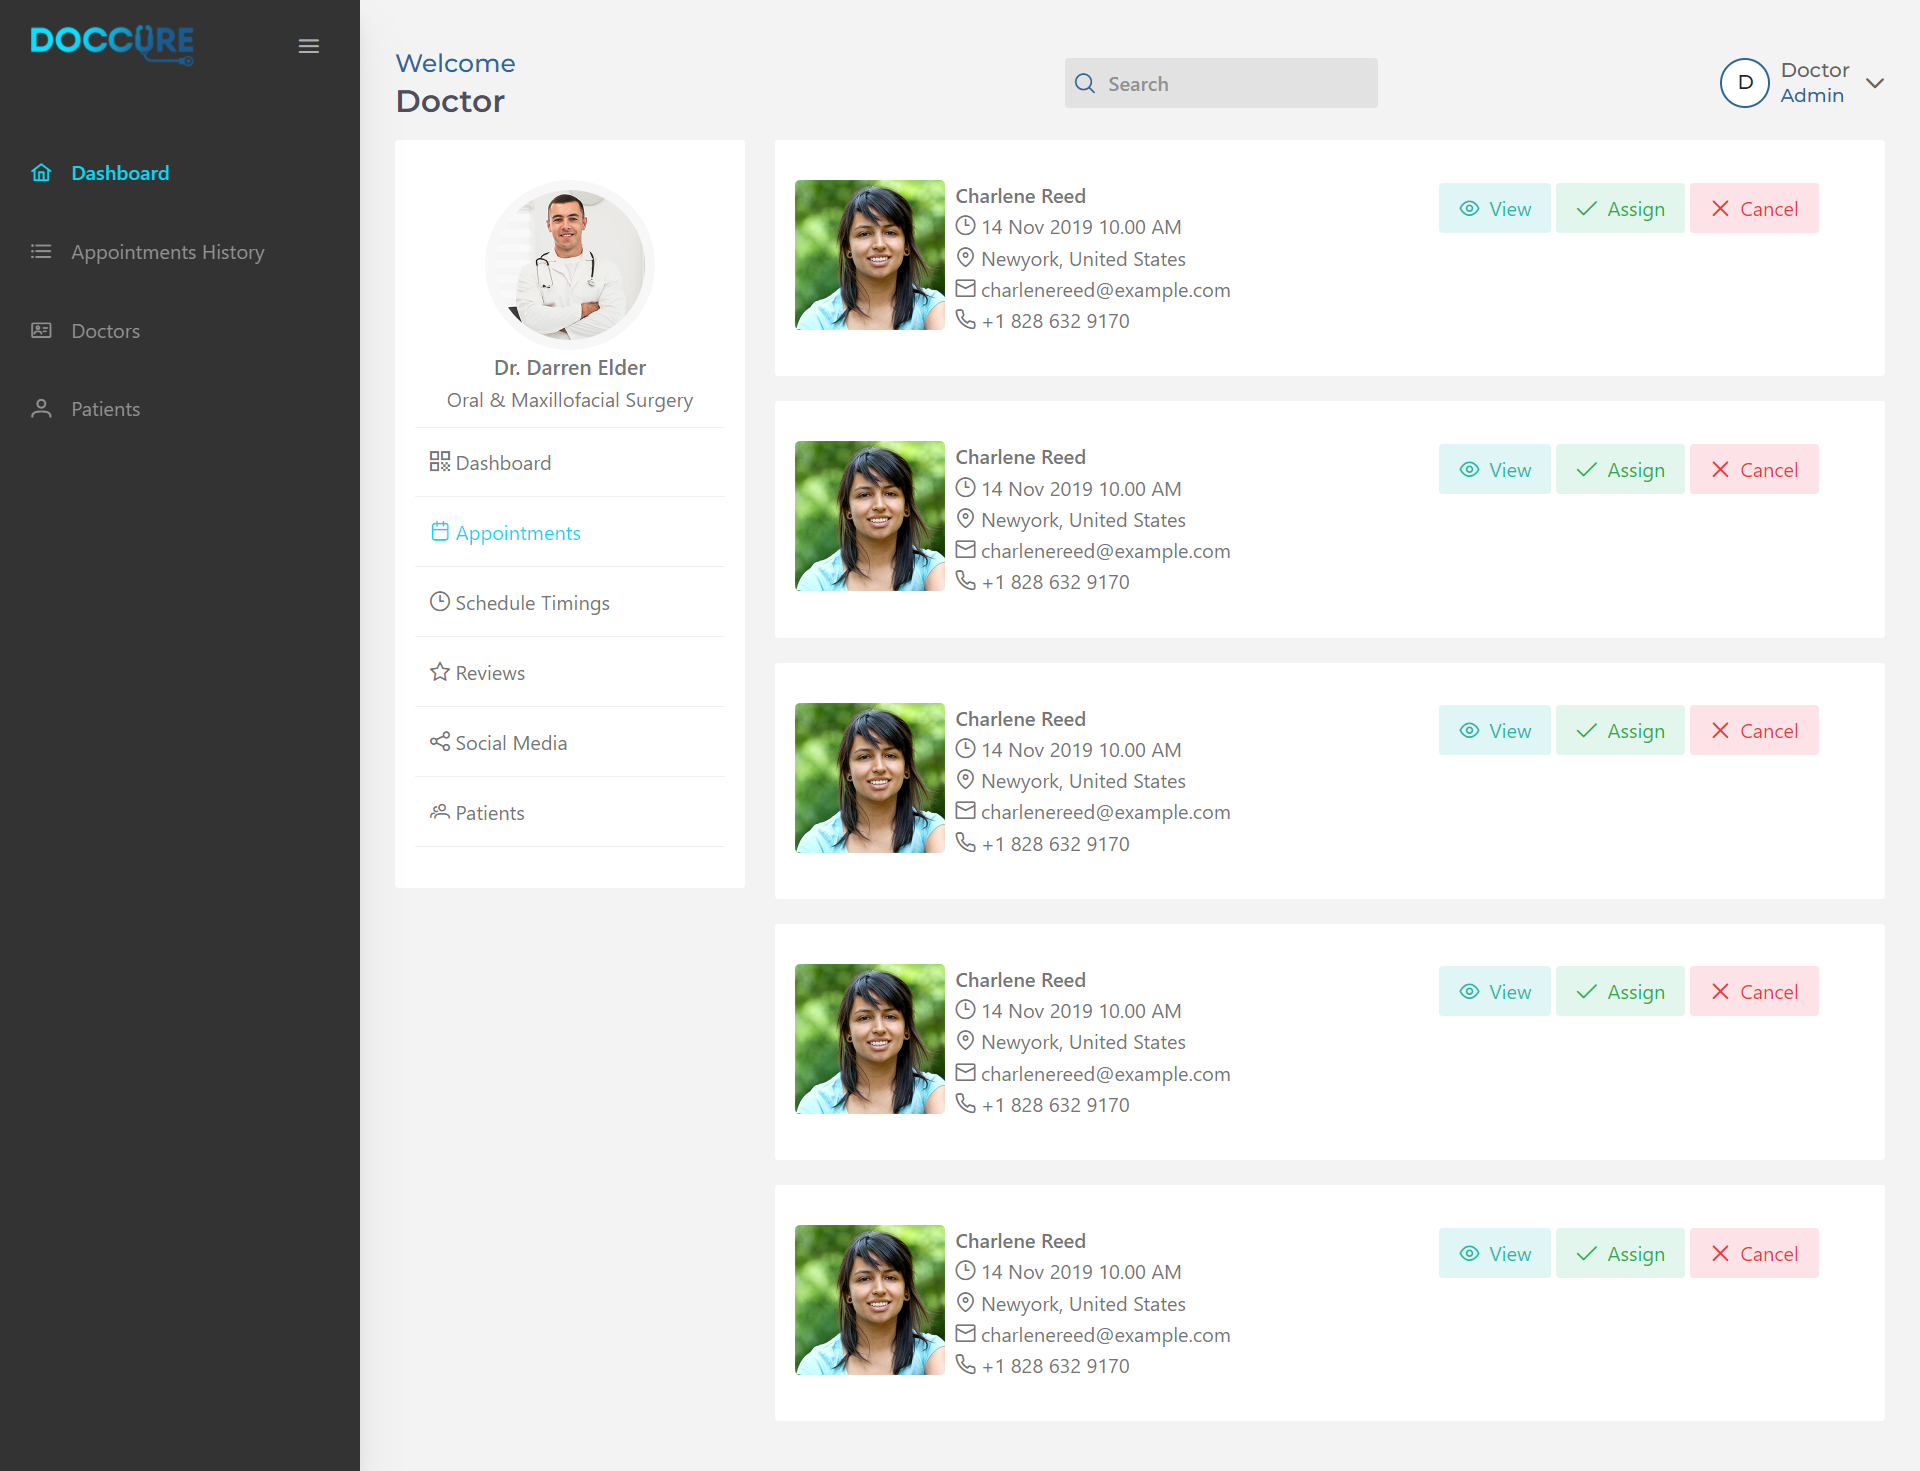 DOCCURE
Dashboard
Appointments History
Doctors
Patients
Welcome
Doctor
Search
D
Doctor
Admin
Dr. Darren Elder
Oral & Maxillofacial Surgery
Dashboard
Appointments
Schedule Timings
Reviews
Social Media
Patients
Charlene Reed
14 Nov 2019 10.00 AM
Newyork, United States
charlenereed@example.com
+1 828 632 9170
View
Assign
Cancel
Charlene Reed
14 Nov 2019 10.00 AM
Newyork, United States
charlenereed@example.com
+1 828 632 9170
View
Assign
Cancel
Charlene Reed
14 Nov 2019 10.00 AM
Newyork, United States
charlenereed@example.com
+1 828 632 9170
View
Assign
Cancel
Charlene Reed
14 Nov 2019 10.00 AM
Newyork, United States
charlenereed@example.com
+1 828 632 9170
View
Assign
Cancel
Charlene Reed
14 Nov 2019 10.00 AM
Newyork, United States
charlenereed@example.com
+1 828 632 9170
View
Assign
Cancel